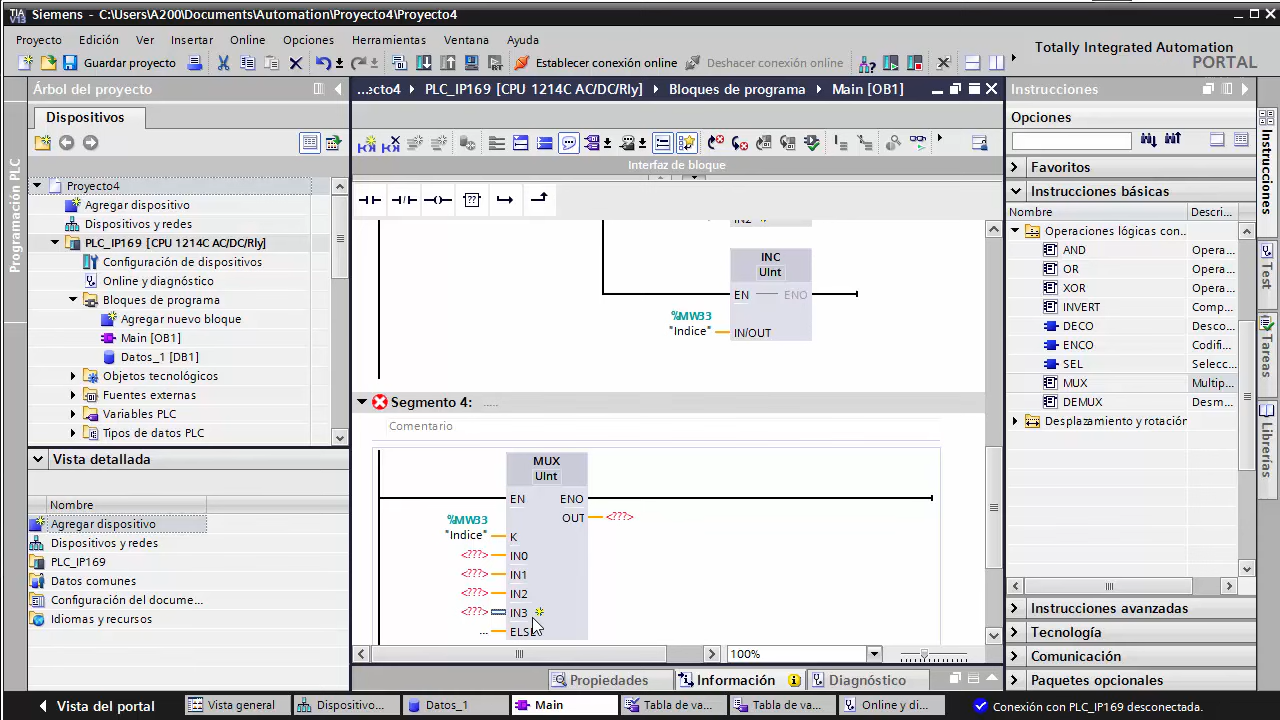 TIA V13 Siemens - C:\Users\A200\Documents\Automation\Proyecto4\Proyecto4
Proyecto Edición Ver Insertar Online Opciones Herramientas Ventana Ayuda
Totally Integrated Automation
PORTAL
Guardar proyecto Establecer conexión online Deshacer conexión online
Programación PLC
Árbol del proyecto
Dispositivos
Proyecto4
Agregar dispositivo
Dispositivos y redes
PLC_IP169 [CPU 1214C AC/DC/Rly]
Configuración de dispositivos
Online y diagnóstico
Bloques de programa
Agregar nuevo bloque
Main [OB1]
Datos_1 [DB1]
Objetos tecnológicos
Fuentes externas
Variables PLC
Tipos de datos PLC
Vista detallada
Nombre
Agregar dispositivo
Dispositivos y redes
PLC_IP169
Datos comunes
Configuración del docume...
Idiomas y recursos
...ecto4 PLC_IP169 [CPU 1214C AC/DC/Rly] Bloques de programa Main [OB1]
Interfaz de bloque
??
IN2
INC
UInt
EN ENO
%MW33
"Indice" IN/OUT
Segmento 4: .....
Comentario
MUX
UInt
EN ENO
OUT <???>
%MW33
"Indice" K
<???> IN0
<???> IN1
<???> IN2
<???> IN3
... ELSE
100%
Propiedades Información Diagnóstico
Instrucciones
Opciones
Favoritos
Instrucciones básicas
Nombre Descri...
Operaciones lógicas con...
AND Opera...
OR Opera...
XOR Opera...
INVERT Comp...
DECO Desco...
ENCO Codifi...
SEL Selecc...
MUX Multip...
DEMUX Desm...
Desplazamiento y rotación
Instrucciones avanzadas
Tecnología
Comunicación
Paquetes opcionales
Instrucciones
Test
Tareas
Librerías
Vista del portal Vista general Dispositivo... Datos_1 Main Tabla de va... Tabla de va... Online y di... Conexión con PLC_IP169 desconectada.